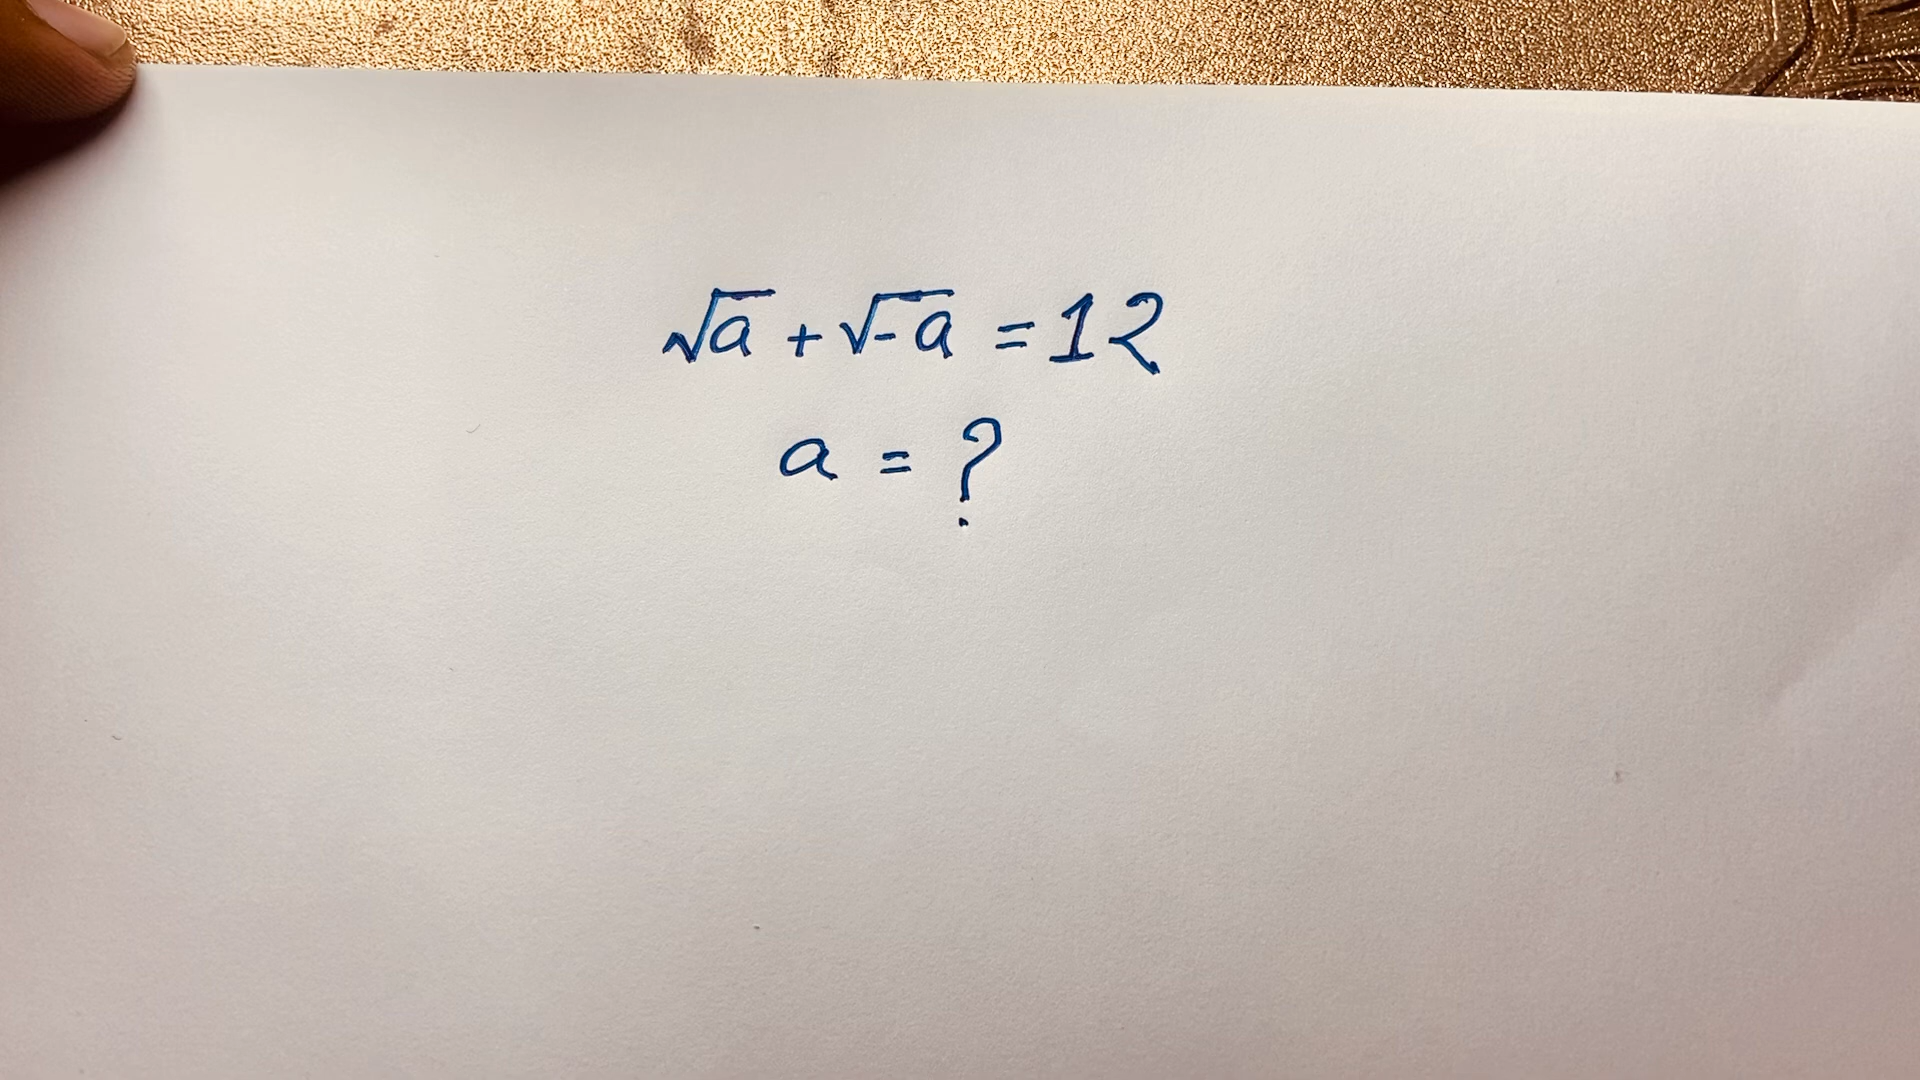 √a + √-a = 12
a = ?